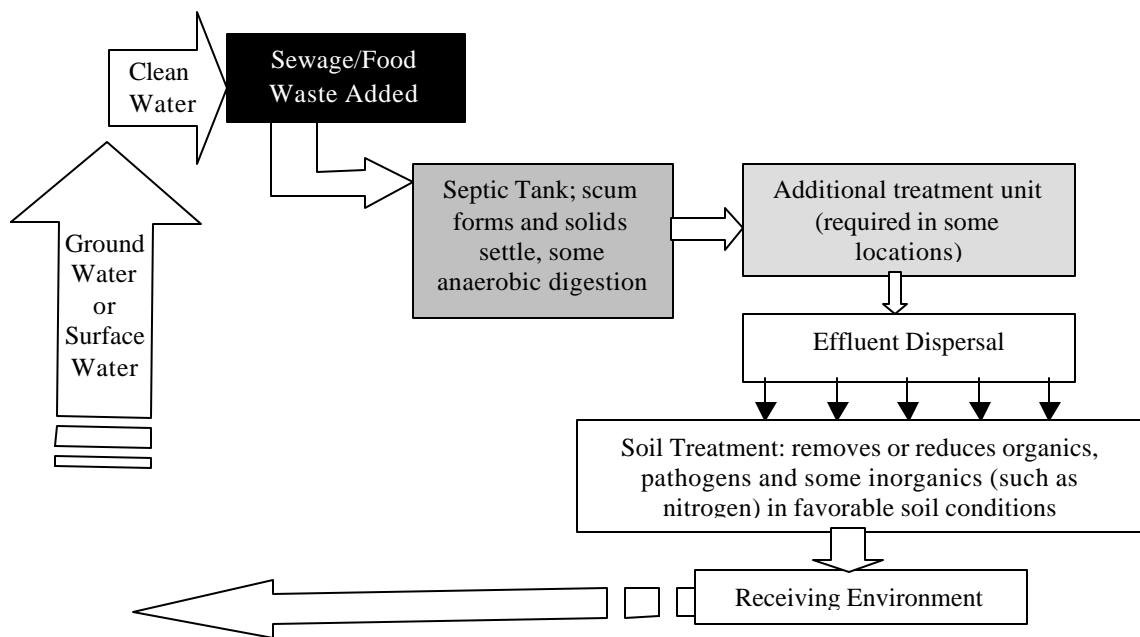 Clean
Water
Sewage/Food
Waste Added
Ground
Water
or
Surface
Water
Septic Tank; scum
forms and solids
settle, some
anaerobic digestion
Additional treatment unit
(required in some
locations)
Effluent Dispersal
Soil Treatment: removes or reduces organics,
pathogens and some inorganics (such as
nitrogen) in favorable soil conditions
Receiving Environment